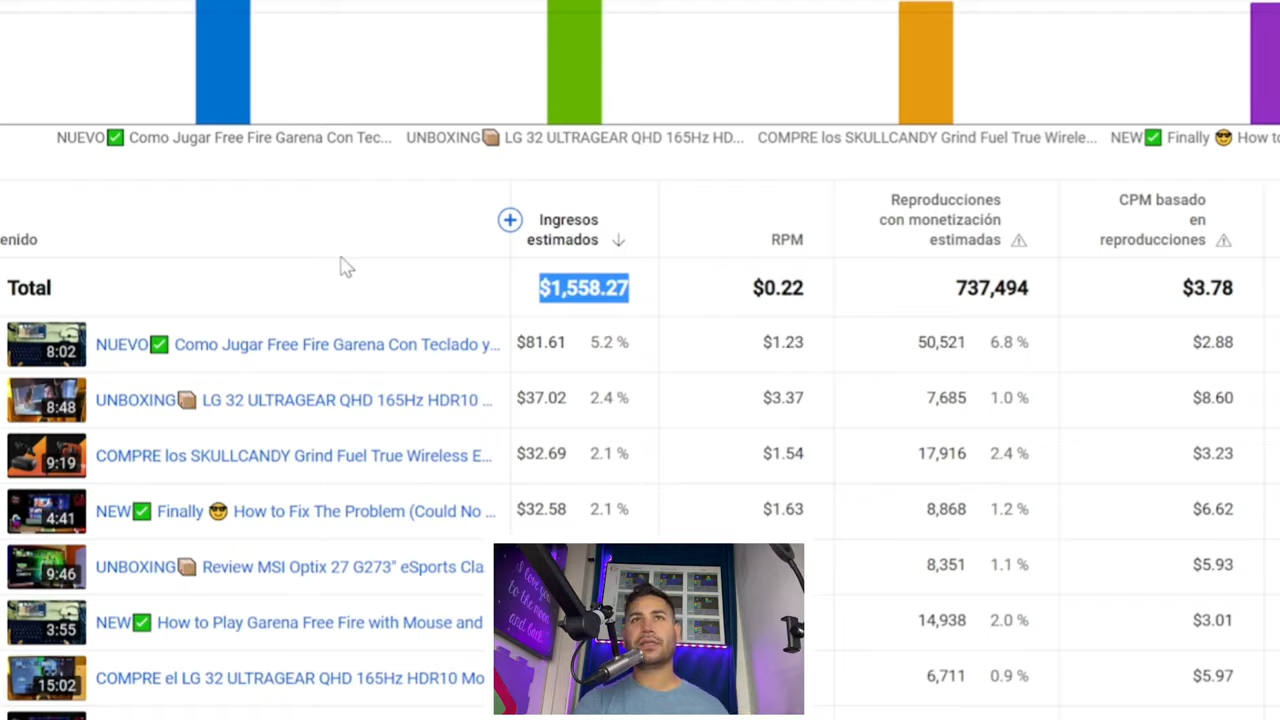 NUEVO✅ Como Jugar Free Fire Garena Con Tec...
UNBOXING📦 LG 32 ULTRAGEAR QHD 165Hz HD...
COMPRE los SKULLCANDY Grind Fuel True Wirele...
NEW✅ Finally 😎 How to
enido
Ingresos estimados ↓
RPM
Reproducciones con monetización estimadas
CPM basado en reproducciones
Total $1,558.27 $0.22 737,494 $3.78
8:02 NUEVO✅ Como Jugar Free Fire Garena Con Teclado y... $81.61 5.2 % $1.23 50,521 6.8 % $2.88
8:48 UNBOXING📦 LG 32 ULTRAGEAR QHD 165Hz HDR10 ... $37.02 2.4 % $3.37 7,685 1.0 % $8.60
9:19 COMPRE los SKULLCANDY Grind Fuel True Wireless E... $32.69 2.1 % $1.54 17,916 2.4 % $3.23
4:41 NEW✅ Finally 😎 How to Fix The Problem (Could No ... $32.58 2.1 % $1.63 8,868 1.2 % $6.62
9:46 UNBOXING📦 Review MSI Optix 27 G273" eSports Cla 8,351 1.1 % $5.93
3:55 NEW✅ How to Play Garena Free Fire with Mouse and 14,938 2.0 % $3.01
15:02 COMPRE el LG 32 ULTRAGEAR QHD 165Hz HDR10 Mo 6,711 0.9 % $5.97
I love you
to the moon
and back